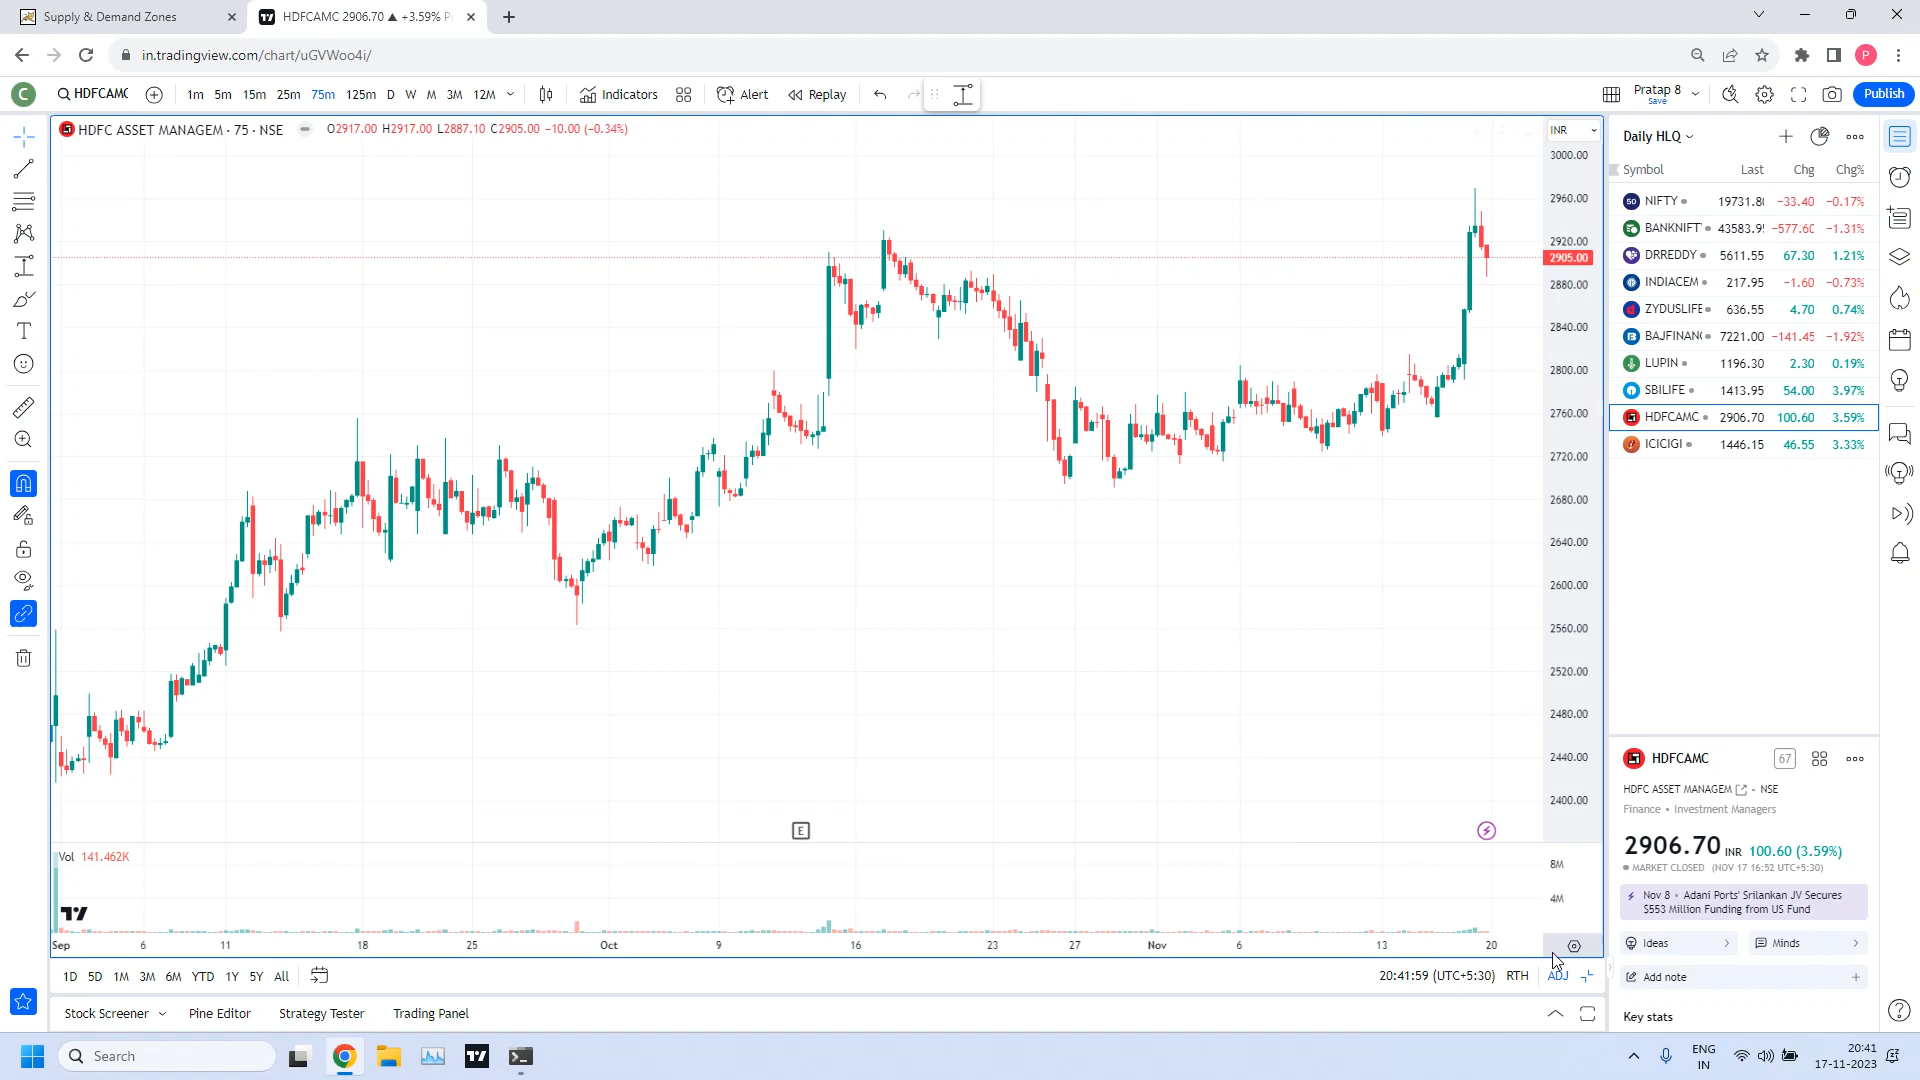 Supply & Demand Zones
HDFCAMC 2906.70 ▲ +3.59% P
in.tradingview.com/chart/uGVWoo4i/
P
C
HDFCAMC
1m 5m 15m 25m 75m 125m D W M 3M 12M
Indicators
Alert
Replay
Pratap 8
Save
Publish
HDFC ASSET MANAGEM · 75 · NSE
O2917.00 H2917.00 L2887.10 C2905.00 −10.00 (−0.34%)
INR
3000.00
2960.00
2920.00
2905.00
2880.00
2840.00
2800.00
2760.00
2720.00
2680.00
2640.00
2600.00
2560.00
2520.00
2480.00
2440.00
2400.00
E
Vol 141.462K
8M
4M
Sep 6 11 18 25 Oct 9 16 23 27 Nov 6 13 20
1D 5D 1M 3M 6M YTD 1Y 5Y All
20:41:59 (UTC+5:30) RTH ADJ
Stock Screener Pine Editor Strategy Tester Trading Panel
Daily HLQ
Symbol Last Chg Chg%
50 NIFTY 19731.80 −33.40 −0.17%
BANKNIFT 43583.9 −577.60 −1.31%
DRREDDY 5611.55 67.30 1.21%
INDIACEM 217.95 −1.60 −0.73%
ZYDUSLIFE 636.55 4.70 0.74%
BAJFINAN 7221.00 −141.45 −1.92%
LUPIN 1196.30 2.30 0.19%
SBILIFE 1413.95 54.00 3.97%
HDFCAMC 2906.70 100.60 3.59%
ICICIGI 1446.15 46.55 3.33%
HDFCAMC 67
HDFC ASSET MANAGEM · NSE
Finance · Investment Managers
2906.70 INR 100.60 (3.59%)
MARKET CLOSED (NOV 17 16:52 UTC+5:30)
Nov 8 · Adani Ports' Srilankan JV Secures
$553 Million Funding from US Fund
Ideas
Minds
Add note
Key stats
Search
ENG
IN
20:41
17-11-2023